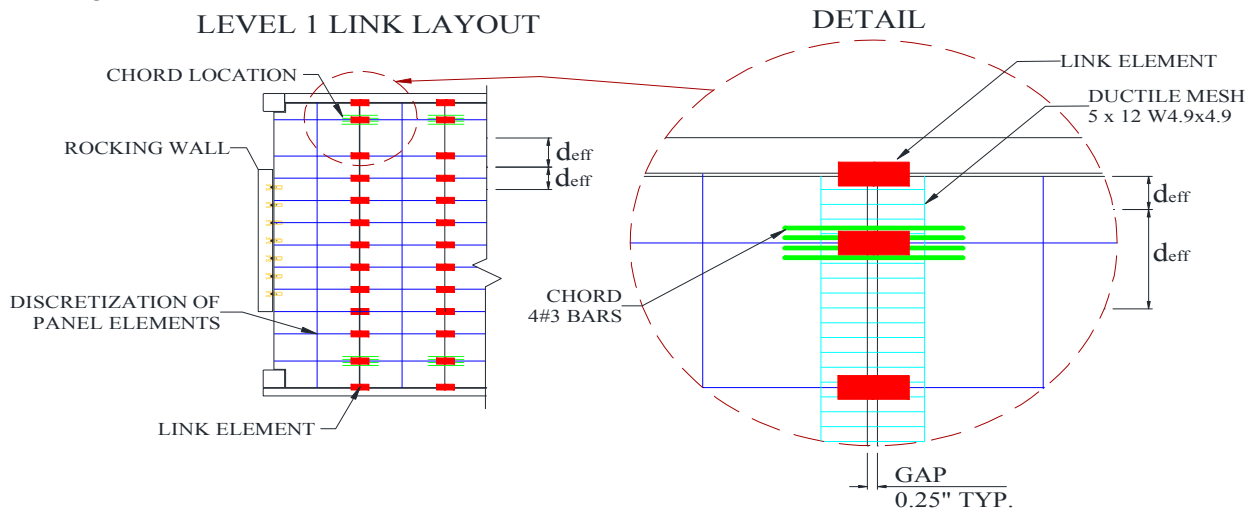 LEVEL 1 LINK LAYOUT
CHORD LOCATION
ROCKING WALL
deff
deff
DISCRETIZATION OF
PANEL ELEMENTS
LINK ELEMENT
DETAIL
LINK ELEMENT
DUCTILE MESH
5 x 12 W4.9x4.9
deff
deff
CHORD
4#3 BARS
GAP
0.25" TYP.